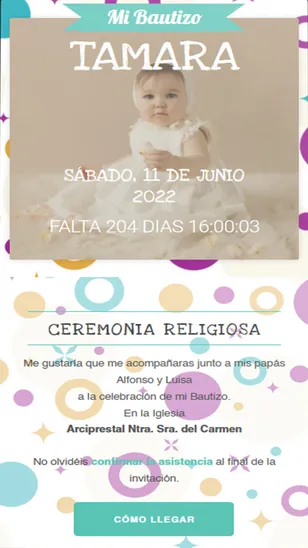 Mi Bautizo
TAMARA
SÁBADO, 11 DE JUNIO
2022
FALTA 204 DIAS 16:00:03
CEREMONIA RELIGIOSA
Me gustaría que me acompañaras junto a mis papás
Alfonso y Luisa
a la celebración de mi Bautizo.
En la Iglesia
Arciprestal Ntra. Sra. del Carmen
No olvidéis confirmar la asistencia al final de la
invitación.
CÓMO LLEGAR